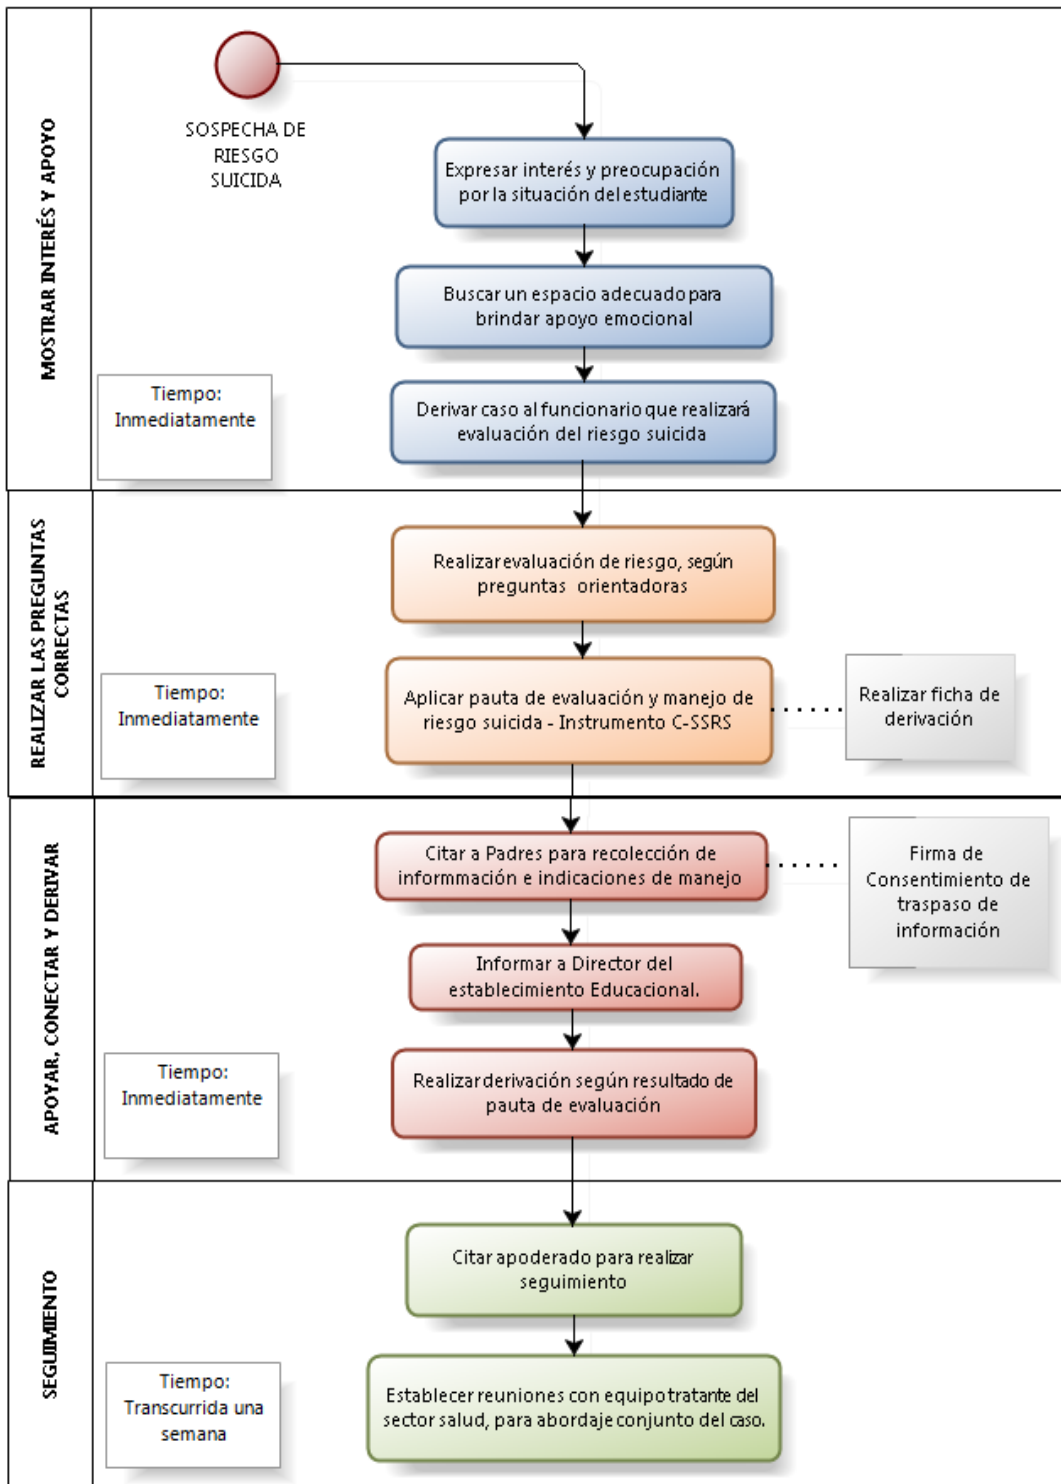 MOSTRAR INTERÉS Y APOYO
SOSPECHA DE
RIESGO
SUICIDA
Expresar interés y preocupación
por la situación del estudiante
Buscar un espacio adecuado para
brindar apoyo emocional
Tiempo:
Inmediatamente
Derivar caso al funcionario que realizará
evaluación del riesgo suicida
REALIZAR LAS PREGUNTAS
CORRECTAS
Realizar evaluación de riesgo, según
preguntas orientadoras
Tiempo:
Inmediatamente
Aplicar pauta de evaluación y manejo de
riesgo suicida - Instrumento C-SSRS
Realizar ficha de
derivación
APOYAR, CONECTAR Y DERIVAR
Citar a Padres para recolección de
informmación e indicaciones de manejo
Firma de
Consentimiento de
traspaso de
información
Informar a Director del
establecimiento Educacional.
Tiempo:
Inmediatamente
Realizar derivación según resultado de
pauta de evaluación
SEGUIMIENTO
Citar apoderado para realizar
seguimiento
Tiempo:
Transcurrida una
semana
Establecer reuniones con equipo tratante del
sector salud, para abordaje conjunto del caso.